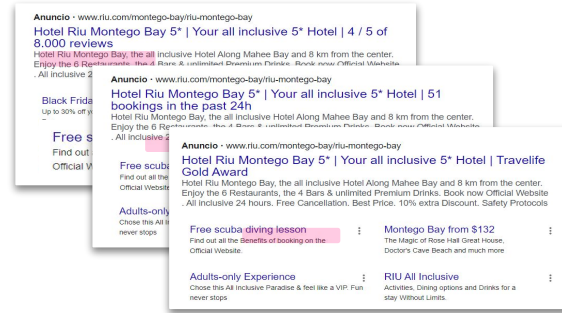 Anuncio · www.riu.com/montego-bay/riu-montego-bay
Hotel Riu Montego Bay 5* | Your all inclusive 5* Hotel | 4 / 5 of
8.000 reviews
Hotel Riu Montego Bay, the all inclusive Hotel Along Mahee Bay and 8 km from the center.
Enjoy the 6 Restaurants, the 4 Bars & unlimited Premium Drinks. Book now Official Website
. All inclusive 2
Black Frida
Up to 30% off y
Free s
Find out
Official W
Anuncio · www.riu.com/montego-bay/riu-montego-bay
Hotel Riu Montego Bay 5* | Your all inclusive 5* Hotel | 51
bookings in the past 24h
Hotel Riu Montego Bay, the all inclusive Hotel Along Mahee Bay and 8 km from the center.
Enjoy the 6 Restaurants, the 4 Bars & unlimited Premium Drinks. Book now Official Website
. All inclusive 2
Free scuba
Find out all the
Official Website
Adults-only
Chose this All I
never stops
Anuncio · www.riu.com/montego-bay/riu-montego-bay
Hotel Riu Montego Bay 5* | Your all inclusive 5* Hotel | Travelife
Gold Award
Hotel Riu Montego Bay, the all inclusive Hotel Along Mahee Bay and 8 km from the center.
Enjoy the 6 Restaurants, the 4 Bars & unlimited Premium Drinks. Book now Official Website
. All inclusive 24 hours. Free Cancellation. Best Price. 10% extra Discount. Safety Protocols
Free scuba diving lesson
Find out all the Benefits of booking on the
Official Website.
Montego Bay from $132
The Magic of Rose Hall Great House,
Doctor's Cave Beach and much more
Adults-only Experience
Chose this All Inclusive Paradise & feel like a VIP. Fun
never stops
RIU All Inclusive
Activities, Dining options and Drinks for a
stay Without Limits.